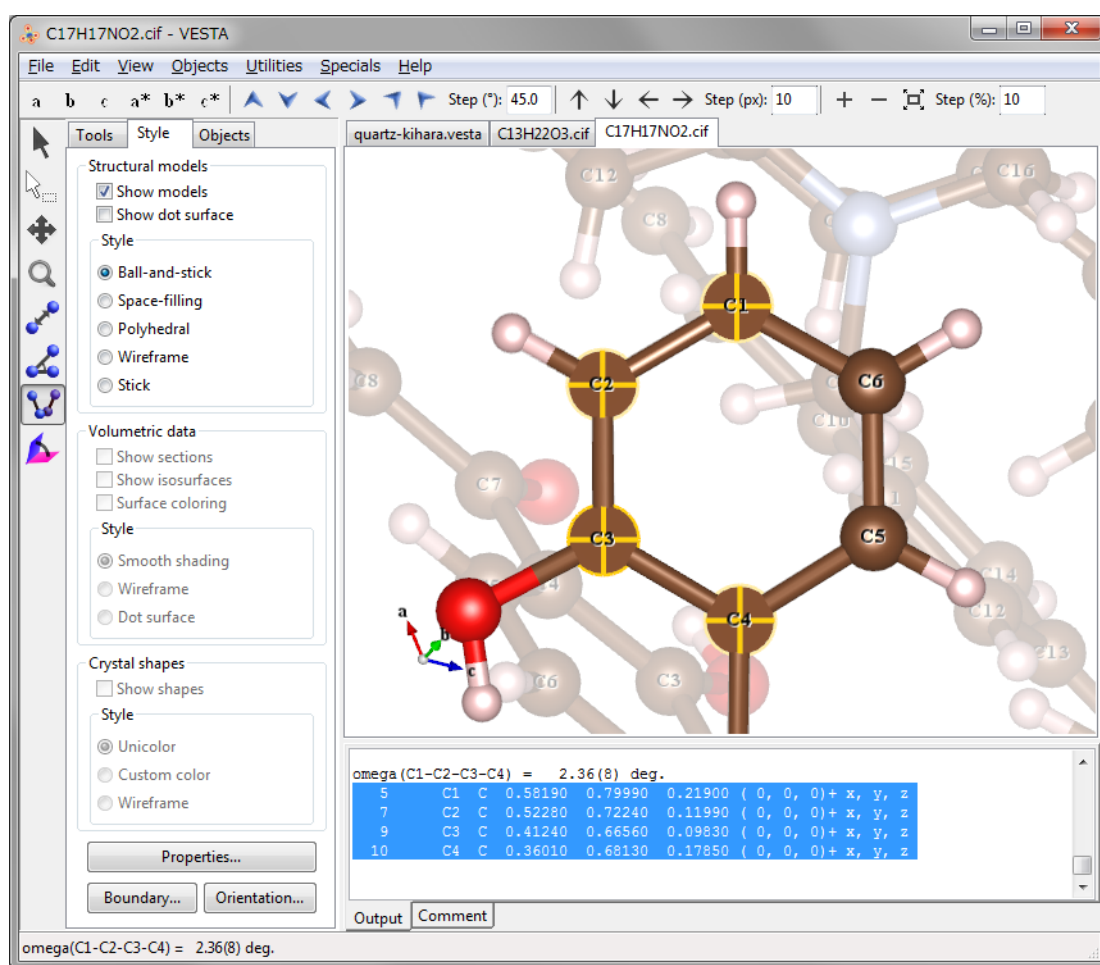 C17H17NO2.cif - VESTA
File Edit View Objects Utilities Specials Help
a b c a* b* c* Step (°): 45.0 Step (px): 10 Step (%): 10
Tools Style Objects
quartz-kihara.vesta C13H22O3.cif C17H17NO2.cif
Structural models
Show models
Show dot surface
Style
Ball-and-stick
Space-filling
Polyhedral
Wireframe
Stick
Volumetric data
Show sections
Show isosurfaces
Surface coloring
Style
Smooth shading
Wireframe
Dot surface
Crystal shapes
Show shapes
Style
Unicolor
Custom color
Wireframe
Properties...
Boundary... Orientation...
C12 C16
C8
C1
C8 C2 C6
C10
C7 15
C3 C5
C4 C14
C12
C4
C13
a
b
c
C6 C3
omega(C1-C2-C3-C4) = 2.36(8) deg.
5 C1 C 0.58190 0.79990 0.21900 ( 0, 0, 0)+ x, y, z
7 C2 C 0.52280 0.72240 0.11990 ( 0, 0, 0)+ x, y, z
9 C3 C 0.41240 0.66560 0.09830 ( 0, 0, 0)+ x, y, z
10 C4 C 0.36010 0.68130 0.17850 ( 0, 0, 0)+ x, y, z
Output Comment
omega(C1-C2-C3-C4) = 2.36(8) deg.